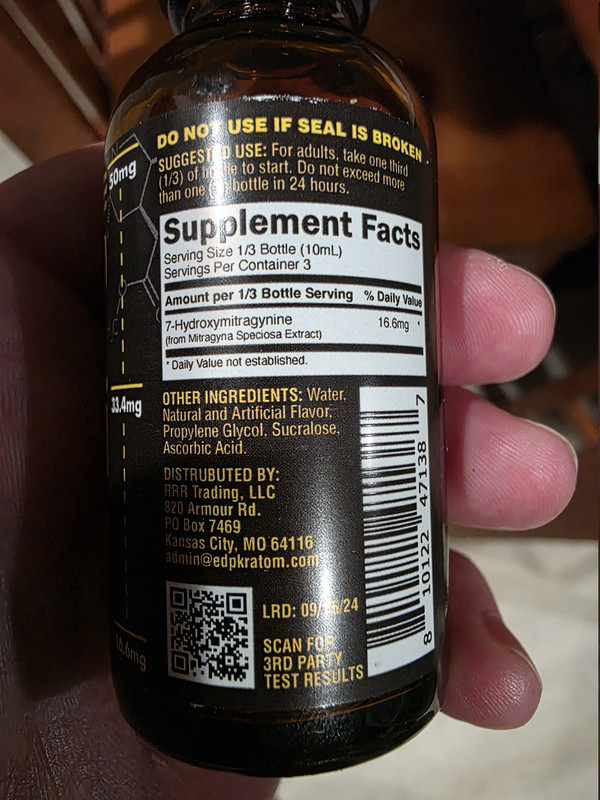 DO NOT USE IF SEAL IS BROKEN
SUGGESTED USE: For adults, take one third
(1/3) of bottle to start. Do not exceed more
than one bottle in 24 hours.
50mg
Supplement Facts
Serving Size 1/3 Bottle (10mL)
Servings Per Container 3
Amount per 1/3 Bottle Serving % Daily Value
7-Hydroxymitragynine 16.6mg *
(from Mitragyna Speciosa Extract)
* Daily Value not established.
33.4mg
OTHER INGREDIENTS: Water,
Natural and Artificial Flavor,
Propylene Glycol, Sucralose,
Ascorbic Acid.
DISTRUBUTED BY:
RRR Trading, LLC
820 Armour Rd.
PO Box 7469
Kansas City, MO 64116
admin@edpkratom.com
8 10122 47138 7
LRD: 09/ /24
SCAN FOR
3RD PARTY
TEST RESULTS
16.6mg